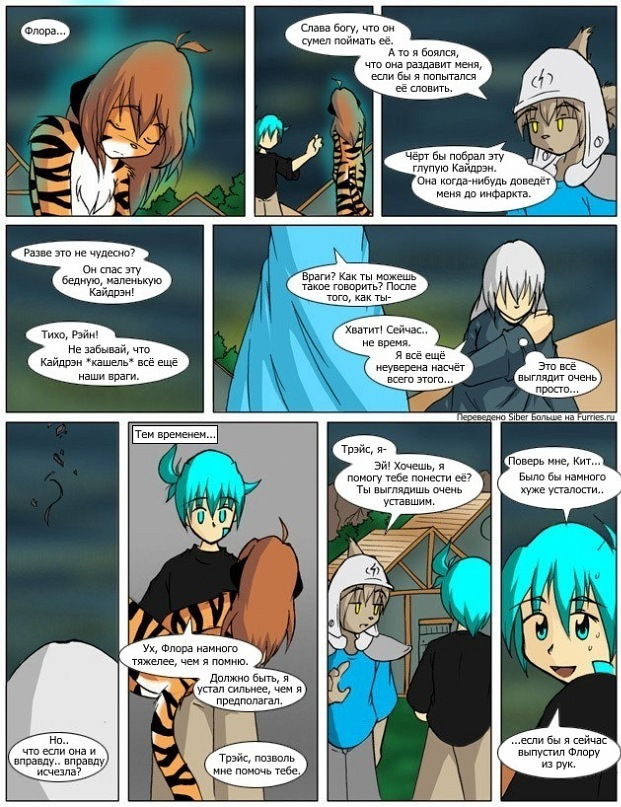 Флора...
Слава богу, что он
сумел поймать её.
А то я боялся,
что она раздавит меня,
если бы я попытался
её словить.
Чёрт бы побрал эту
глупую Кайдрэн.
Она когда-нибудь доведёт
меня до инфаркта.
Разве это не чудесно?
Он спас эту
бедную, маленькую
Кайдрэн!
Тихо, Рэйн!
Не забывай, что
Кайдрэн *кашель* всё ещё
наши враги.
Враги? Как ты можешь
такое говорить? После
того, как ты-
Хватит! Сейчас..
не время.
Я всё ещё
неуверена насчёт
всего этого...
Это всё
выглядит очень
просто...
Переведено Siber Больше на Furries.ru
Но..
что если она и
вправду.. вправду
исчезла?
Тем временем...
Ух, Флора намного
тяжелее, чем я помню.
Должно быть, я
устал сильнее, чем я
предполагал.
Трэйс, позволь
мне помочь тебе.
Трэйс, я-
Эй! Хочешь, я
помогу тебе понести её?
Ты выглядишь очень
уставшим.
Поверь мне, Кит...
Было бы намного
хуже усталости..
...если бы я сейчас
выпустил Флору
из рук.